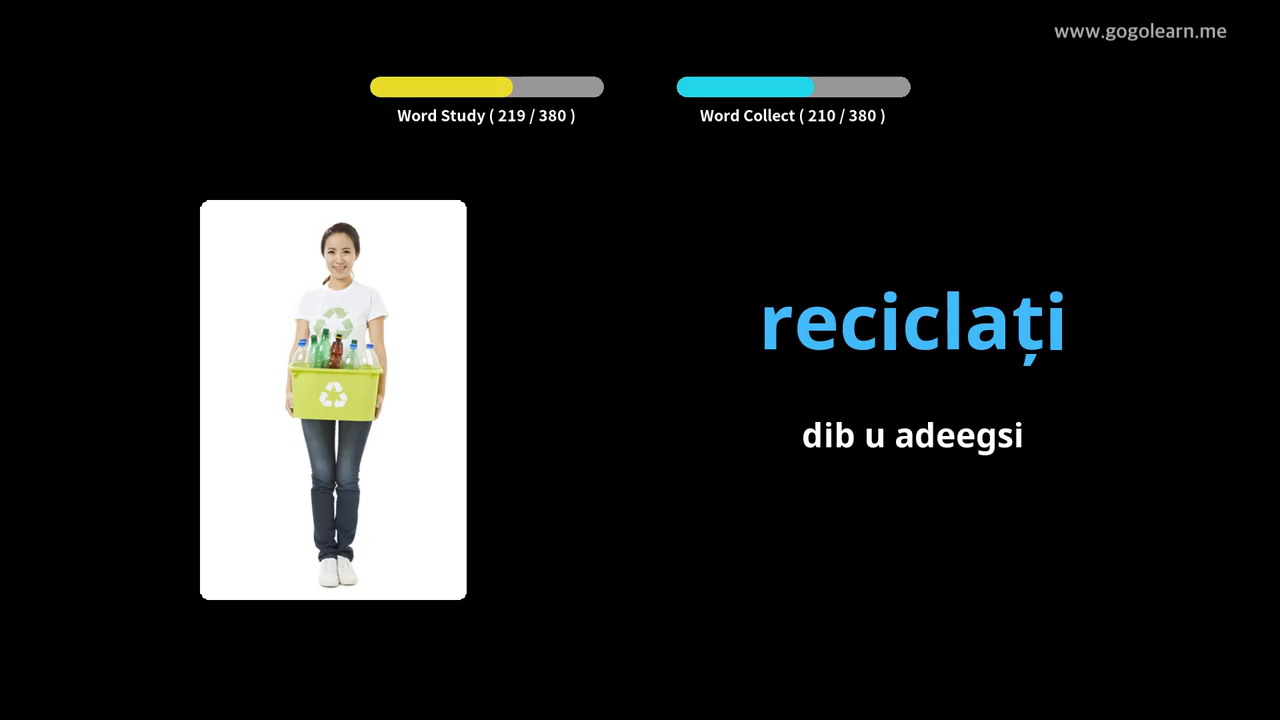 www.gogolearn.me
Word Study ( 219 / 380 )
Word Collect ( 210 / 380 )
reciclați
dib u adeegsi